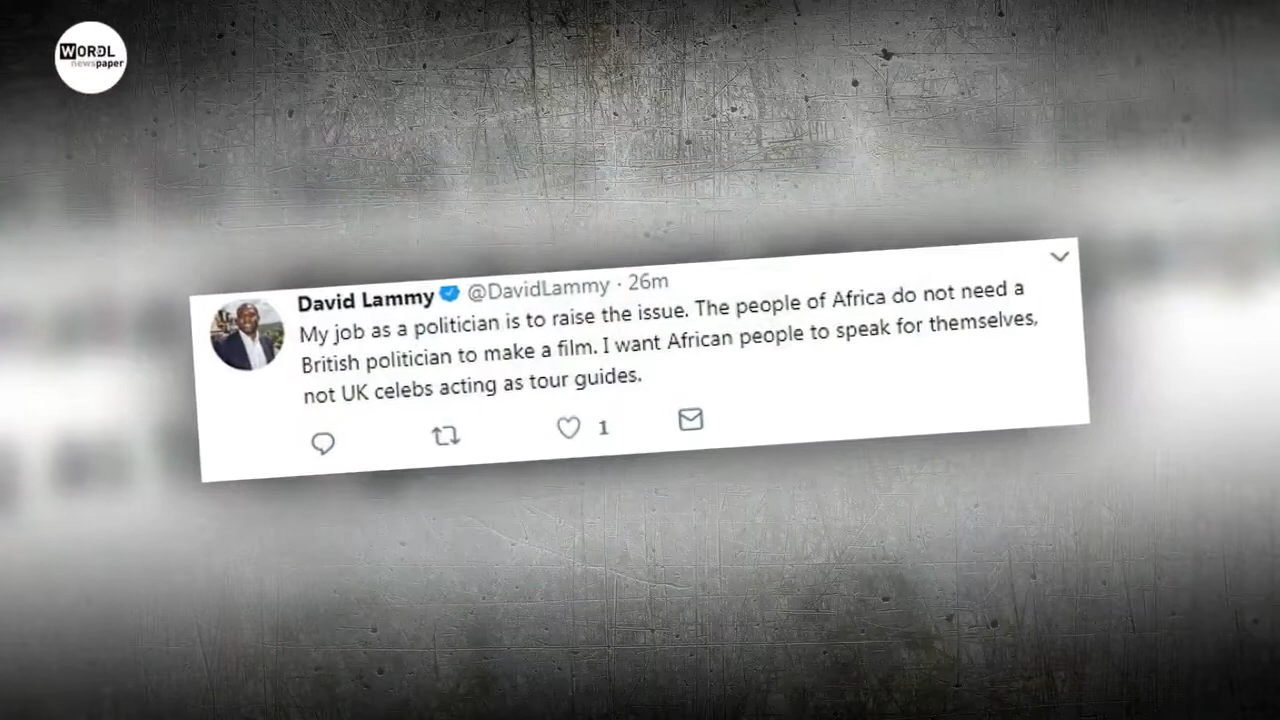 WORDL
newspaper
David Lammy @DavidLammy · 26m
My job as a politician is to raise the issue. The people of Africa do not need a
British politician to make a film. I want African people to speak for themselves,
not UK celebs acting as tour guides.
1